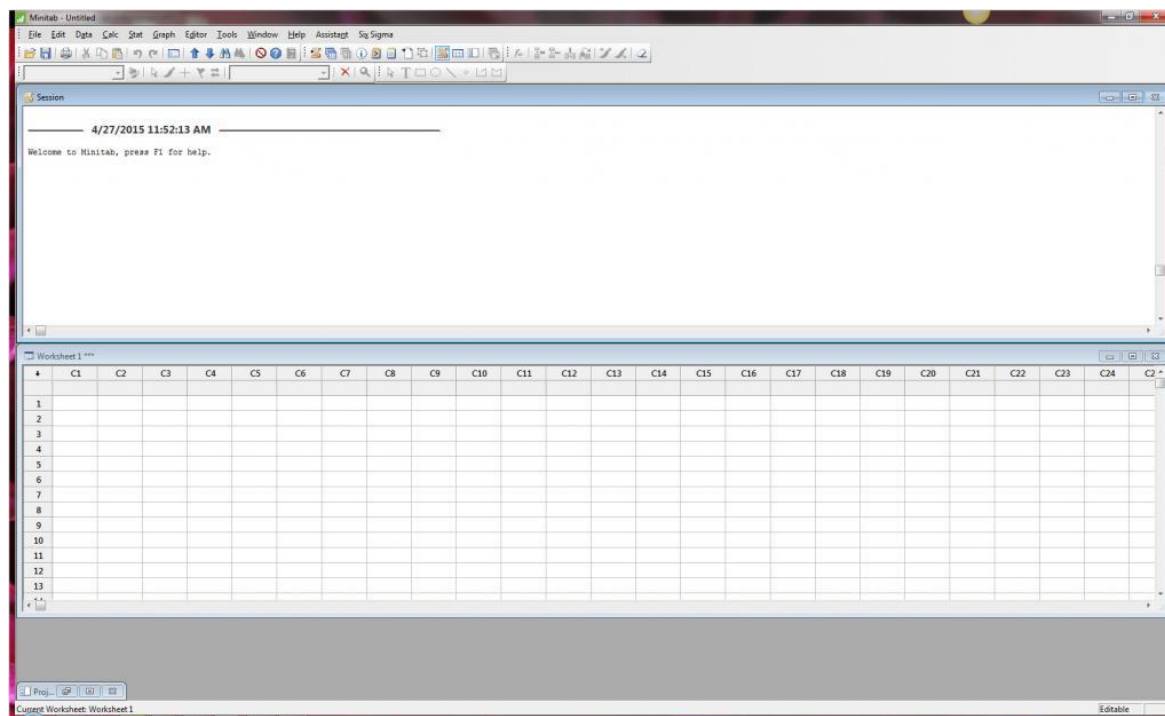 Minitab - Untitled
File Edit Data Calc Stat Graph Editor Tools Window Help Assistant Six Sigma
Session
4/27/2015 11:52:13 AM
Welcome to Minitab, press F1 for help.
Worksheet 1 ***
C1 C2 C3 C4 C5 C6 C7 C8 C9 C10 C11 C12 C13 C14 C15 C16 C17 C18 C19 C20 C21 C22 C23 C24 C2
1
2
3
4
5
6
7
8
9
10
11
12
13
Proj...
Current Worksheet: Worksheet 1 Editable